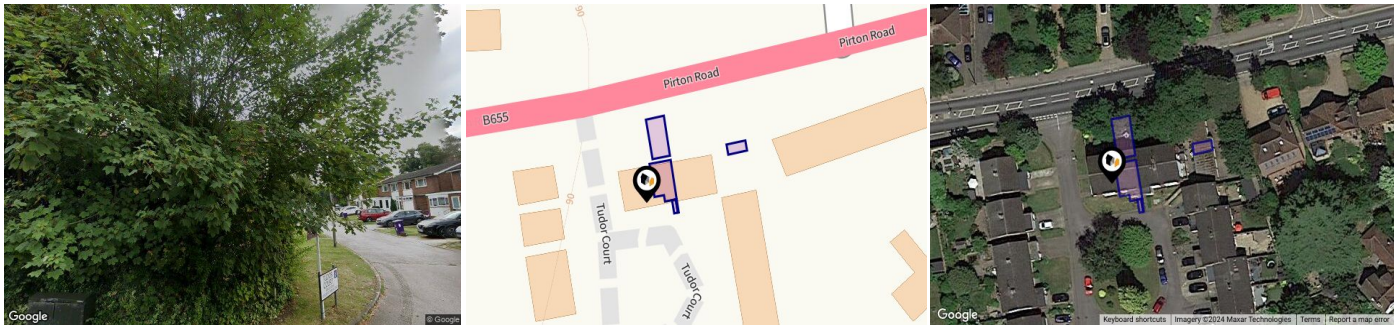 Google
© Google
90
Pirton Road
Pirton Road
B655
90
Tudor Court
Tudor Court
Google
Keyboard shortcuts
Imagery ©2024 Maxar Technologies
Terms
Report a map error